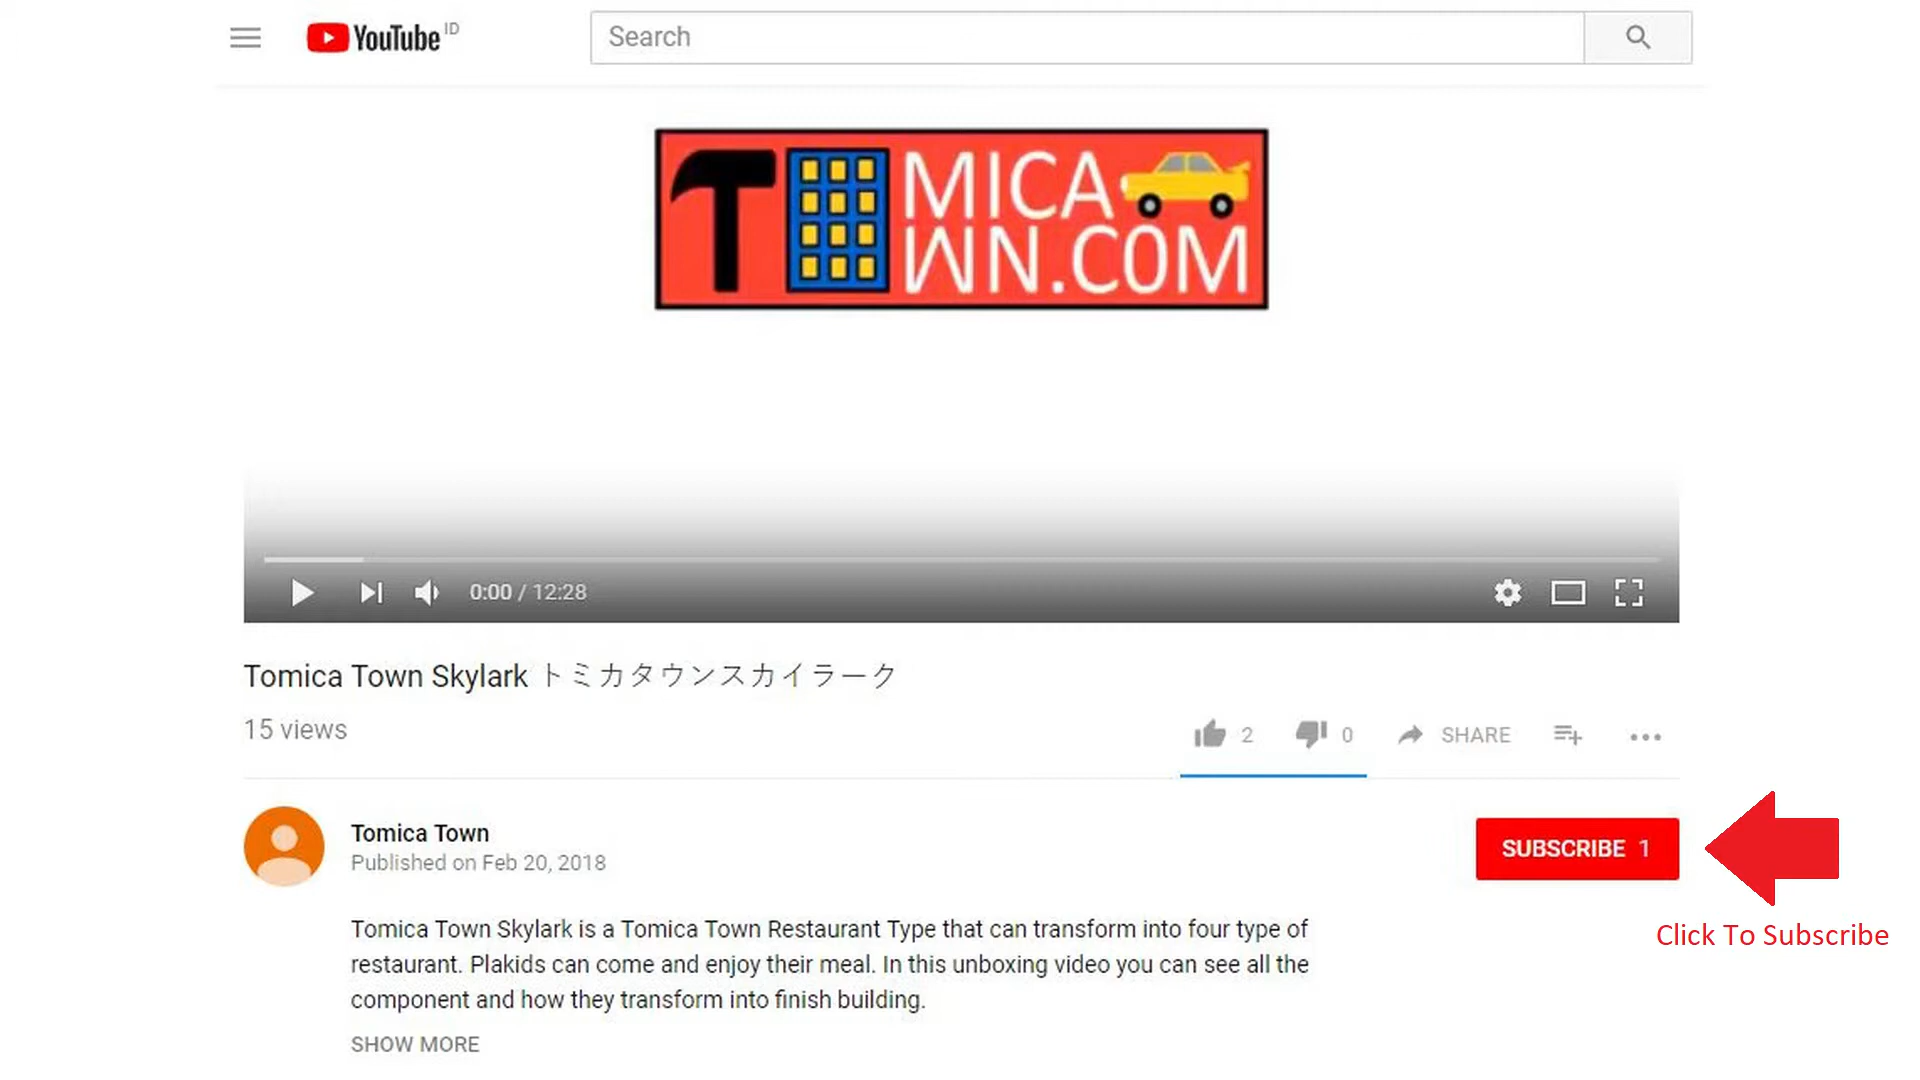 YouTube ID
Search
TOMICA
TOWN.COM
0:00 / 12:28
Tomica Town Skylark トミカタウンスカイラーク
15 views
2
0
SHARE
Tomica Town
Published on Feb 20, 2018
SUBSCRIBE 1
Click To Subscribe
Tomica Town Skylark is a Tomica Town Restaurant Type that can transform into four type of
restaurant. Plakids can come and enjoy their meal. In this unboxing video you can see all the
component and how they transform into finish building.
SHOW MORE